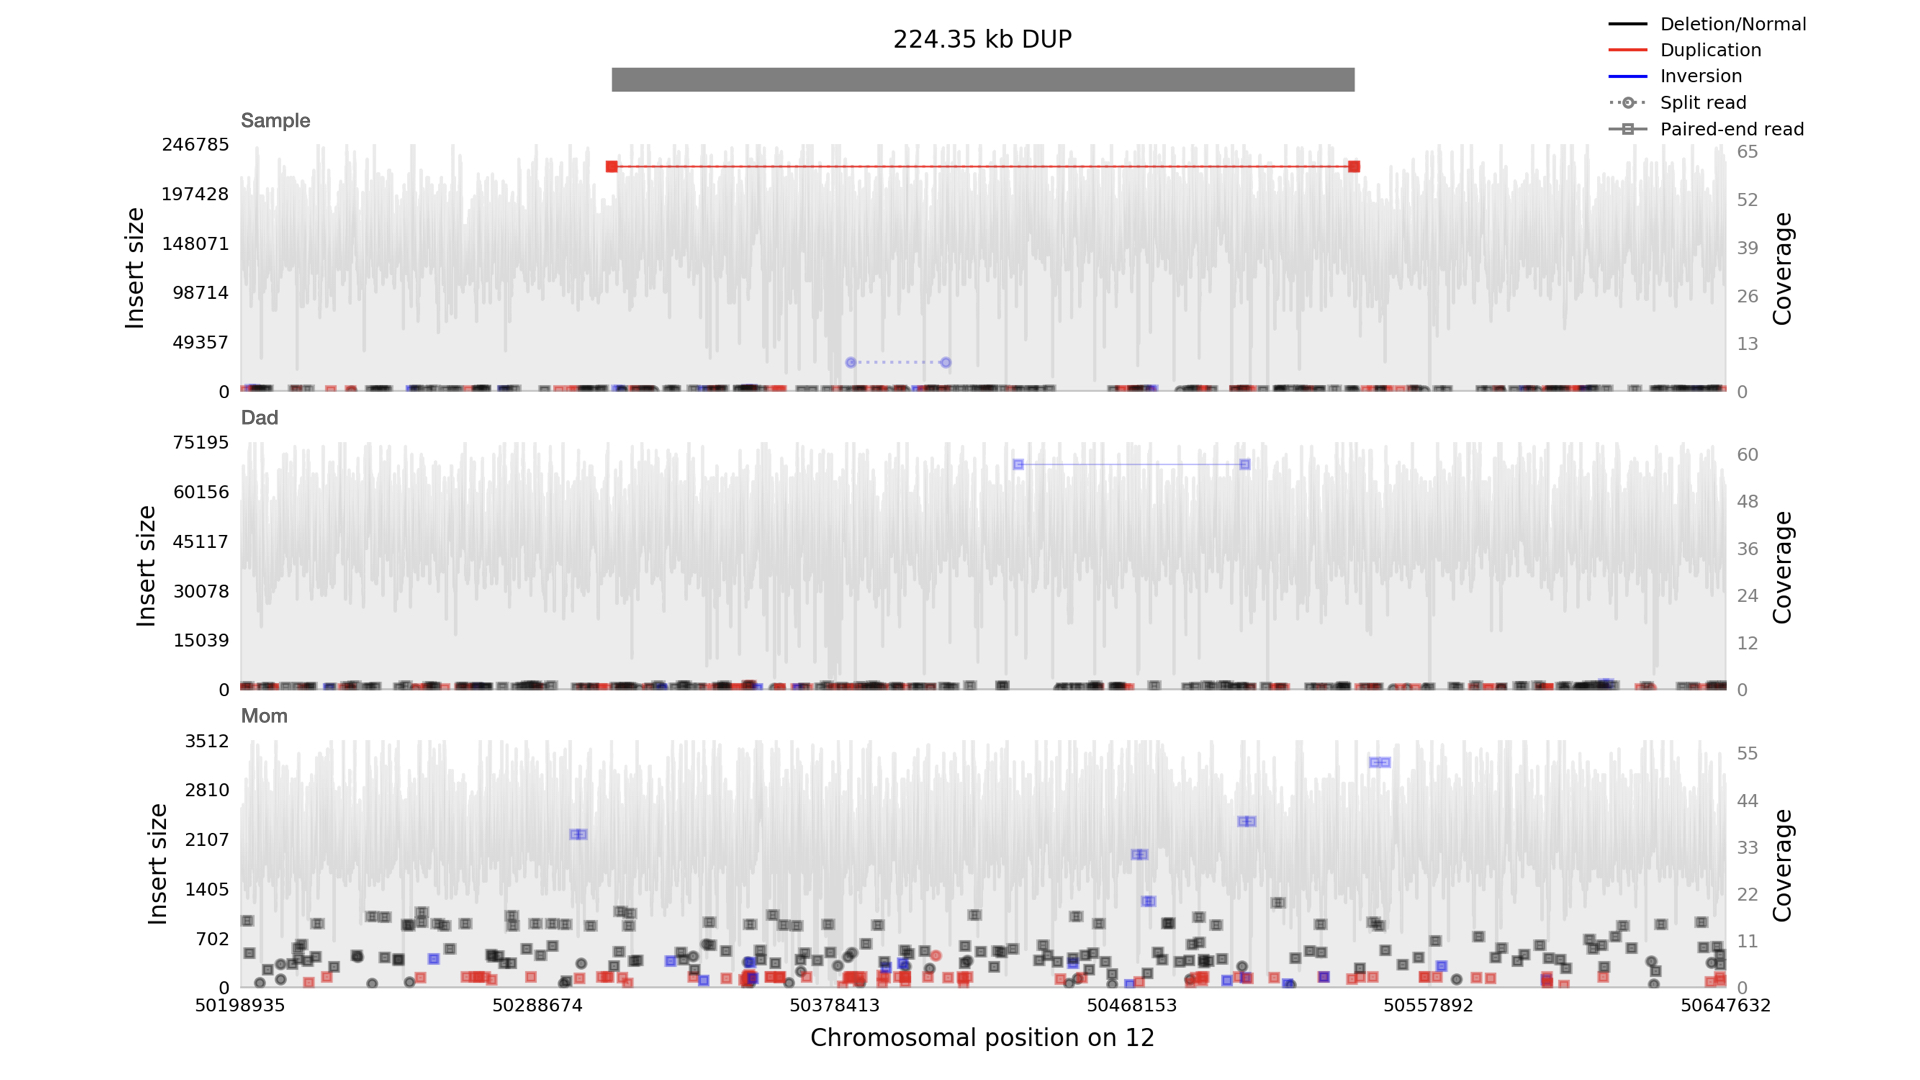 224.35 kb DUP
Deletion/Normal
Duplication
Inversion
Split read
Paired-end read
Sample
246785
197428
148071
98714
49357
0
Insert size
65
52
39
26
13
0
Coverage
Dad
75195
60156
45117
30078
15039
0
Insert size
60
48
36
24
12
0
Coverage
Mom
3512
2810
2107
1405
702
0
Insert size
55
44
33
22
11
0
Coverage
50198935 50288674 50378413 50468153 50557892 50647632
Chromosomal position on 12